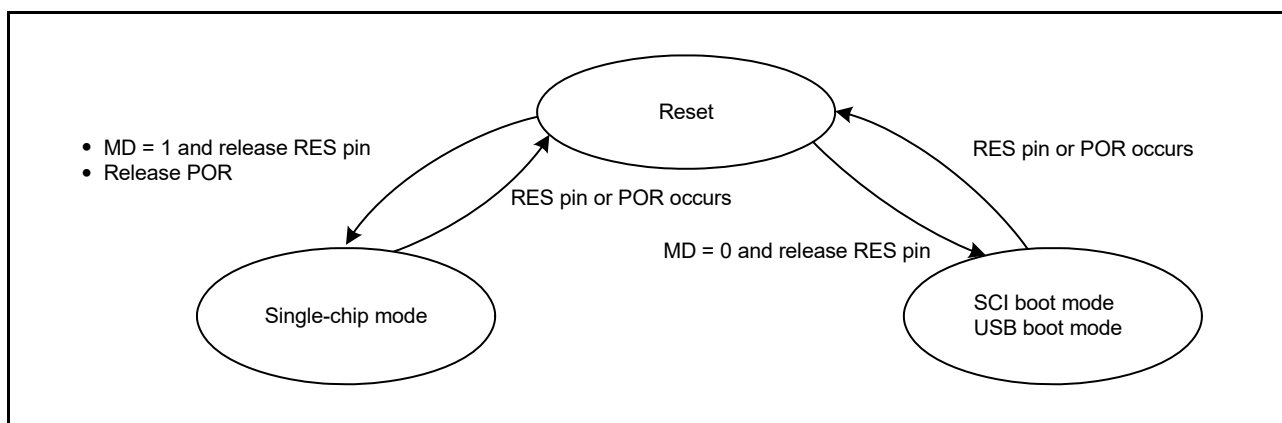 Reset
• MD = 1 and release RES pin
• Release POR
RES pin or POR occurs
RES pin or POR occurs
MD = 0 and release RES pin
Single-chip mode
SCI boot mode
USB boot mode